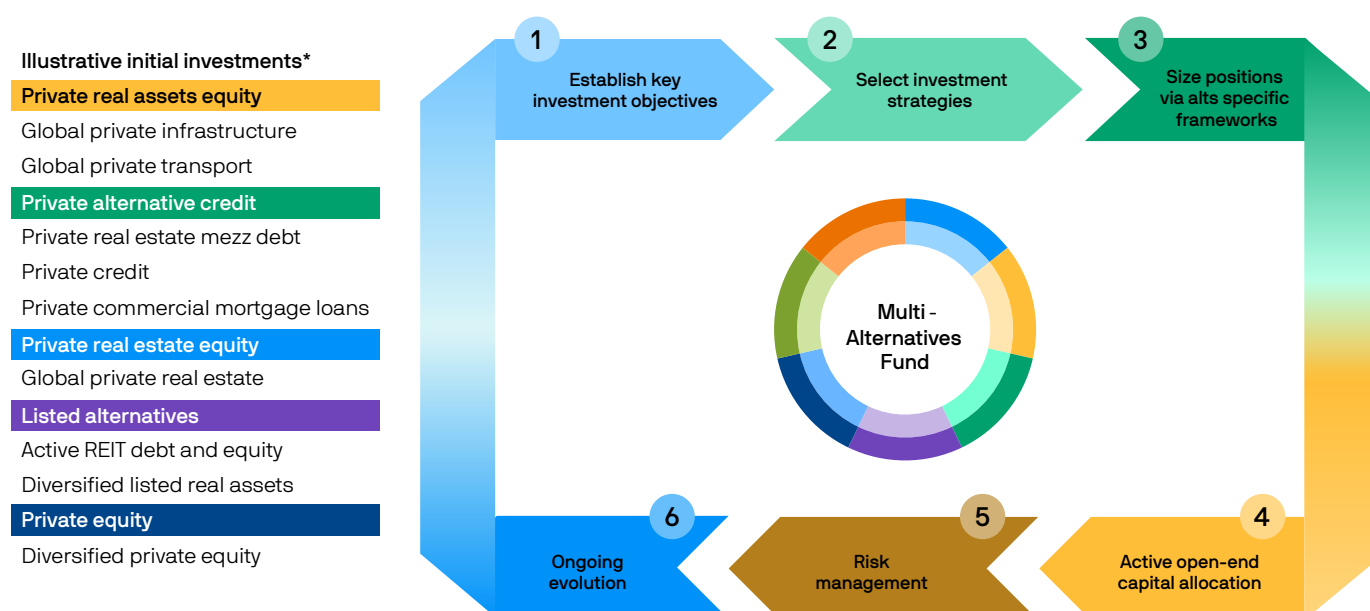 Illustrative initial investments*
Private real assets equity
Global private infrastructure
Global private transport
Private alternative credit
Private real estate mezz debt
Private credit
Private commercial mortgage loans
Private real estate equity
Global private real estate
Listed alternatives
Active REIT debt and equity
Diversified listed real assets
Private equity
Diversified private equity
1
Establish key
investment objectives
2
Select investment
strategies
3
Size positions
via alts specific
frameworks
Multi -
Alternatives
Fund
4
Active open-end
capital allocation
5
Risk
management
6
Ongoing
evolution